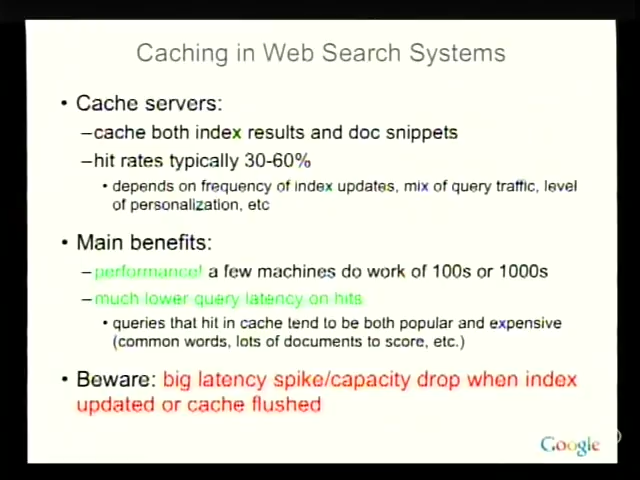 Caching in Web Search Systems
• Cache servers:
–cache both index results and doc snippets
–hit rates typically 30-60%
• depends on frequency of index updates, mix of query traffic, level
of personalization, etc
• Main benefits:
–performance! a few machines do work of 100s or 1000s
–much lower query latency on hits
• queries that hit in cache tend to be both popular and expensive
(common words, lots of documents to score, etc.)
• Beware: big latency spike/capacity drop when index
updated or cache flushed
Google